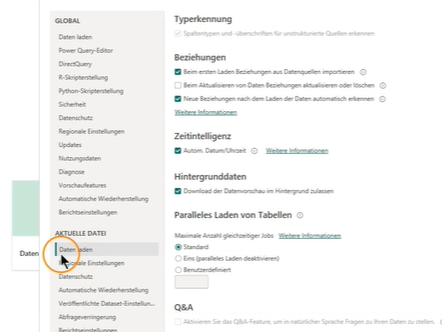 GLOBAL
Daten laden
Power Query-Editor
DirectQuery
R-Skripterstellung
Python-Skripterstellung
Sicherheit
Datenschutz
Regionale Einstellungen
Updates
Nutzungsdaten
Diagnose
Vorschaufeatures
Automatische Wiederherstellung
Berichtseinstellungen
AKTUELLE DATEI
Daten laden
Regionale Einstellungen
Datenschutz
Automatische Wiederherstellung
Veröffentlichte Dataset-Einstellun...
Abfrageverringerung
Berichtseinstellungen
Daten
Typerkennung
Spaltentypen und -überschriften für unstrukturierte Quellen erkennen
Beziehungen
Beim ersten Laden Beziehungen aus Datenquellen importieren
Beim Aktualisieren von Daten Beziehungen aktualisieren oder löschen
Neue Beziehungen nach dem Laden der Daten automatisch erkennen
Weitere Informationen
Zeitintelligenz
Autom. Datum/Uhrzeit Weitere Informationen
Hintergrunddaten
Download der Datenvorschau im Hintergrund zulassen
Paralleles Laden von Tabellen
Maximale Anzahl gleichzeitiger Jobs Weitere Informationen
Standard
Eins (paralleles Laden deaktivieren)
Benutzerdefiniert
Q&A
Aktivieren Sie das Q&A-Feature, um in natürlicher Sprache Fragen zu Ihren Daten zu stellen.